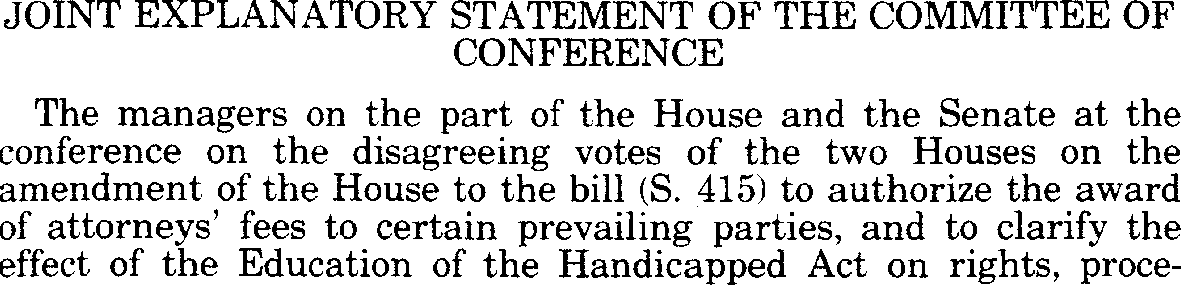 JOINT EXPLANATORY STATEMENT OF THE COMMITTEE OF
CONFERENCE
The managers on the part of the House and the Senate at the
conference on the disagreeing votes of the two Houses on the
amendment of the House to the bill (S. 415) to authorize the award
of attorneys' fees to certain prevailing parties, and to clarify the
effect of the Education of the Handicapped Act on rights, proce-